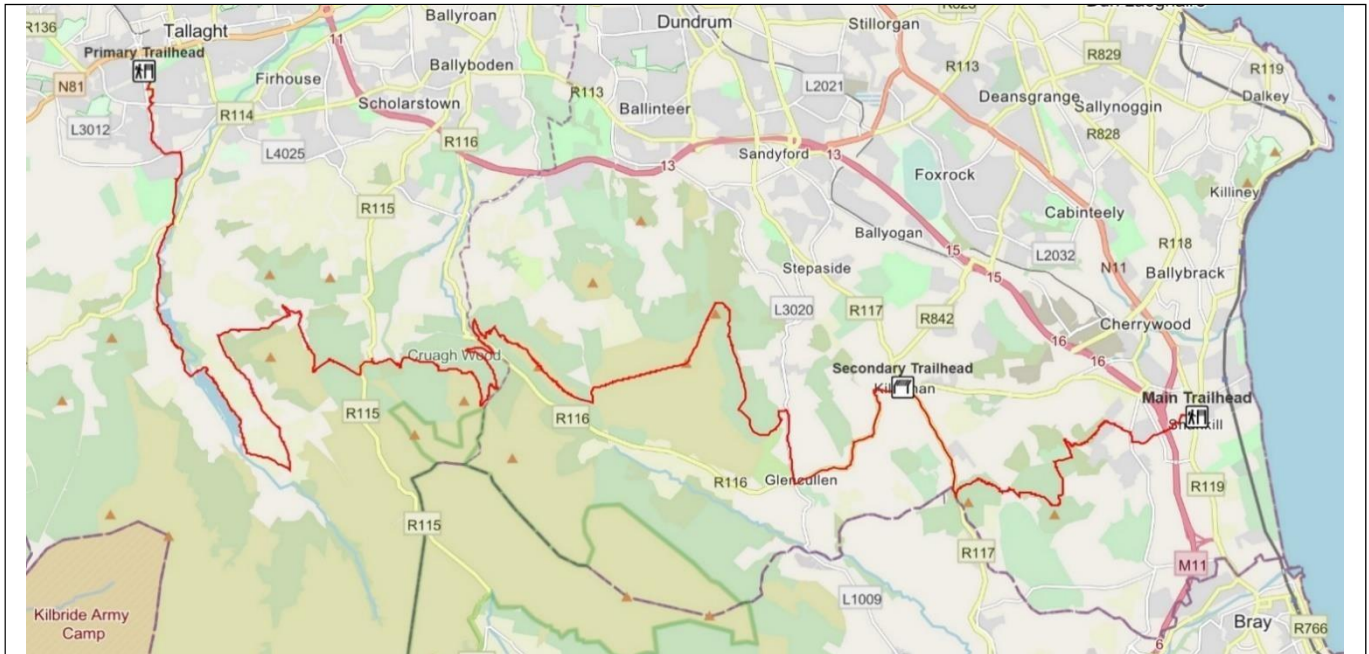 R136
Tallaght
Primary Trailhead
N81
L3012
Firhouse
R114
L4025
11
Ballyroan
Ballyboden
Scholarstown
R116
R115
R113
Dundrum
Ballinteer
13
Sandyford
13
L2021
Stillorgan
R113
Deansgrange
Sallynoggin
R829
R828
R119
Dalkey
Killiney
Foxrock
Cabinteely
Ballyogan
15
15
L2032
N11
R118
Ballybrack
Stepaside
L3020
R117
R842
16
16
Cherrywood
Cruagh Wood
R115
R116
Secondary Trailhead
Main Trailhead
R119
R116
Glencullen
R115
R117
M11
L1009
Kilbride Army
Camp
Bray
6
R766